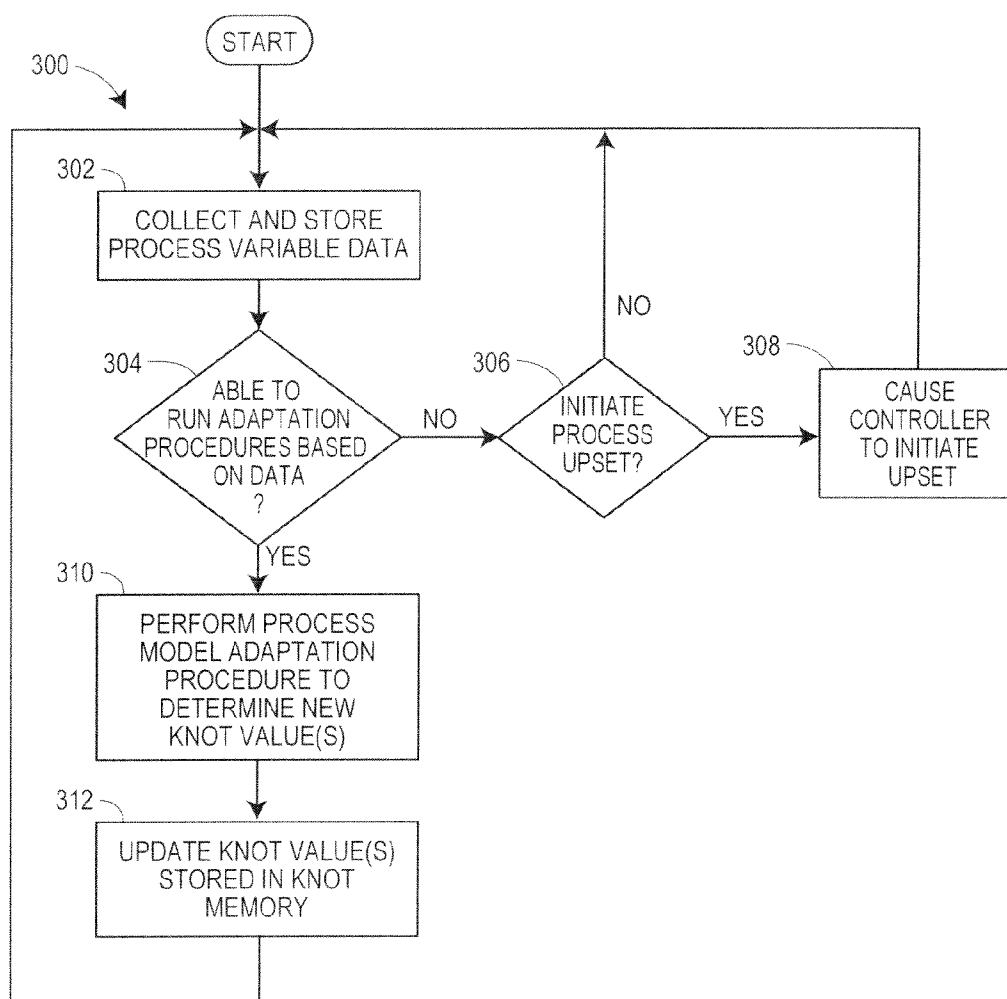 START
300
302
COLLECT AND STORE
PROCESS VARIABLE DATA
304
ABLE TO
RUN ADAPTATION
PROCEDURES BASED
ON DATA
?
NO
306
INITIATE
PROCESS
UPSET?
NO
YES
308
CAUSE
CONTROLLER
TO INITIATE
UPSET
YES
310
PERFORM PROCESS
MODEL ADAPTATION
PROCEDURE TO
DETERMINE NEW
KNOT VALUE(S)
312
UPDATE KNOT VALUE(S)
STORED IN KNOT
MEMORY